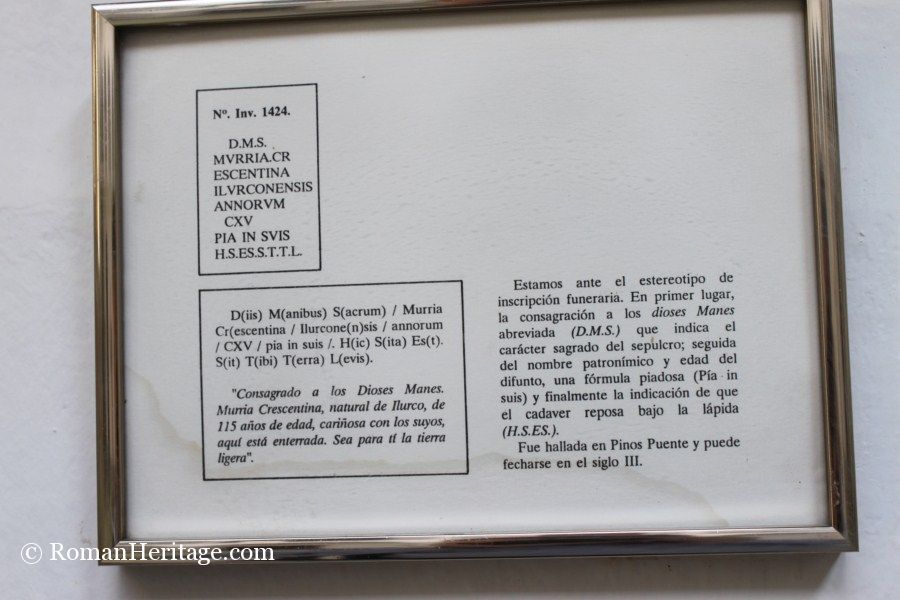 Nº. Inv. 1424.
D.M.S.
MVRRIA.CR
ESCENTINA
ILVRCONENSIS
ANNORVM
CXV
PIA IN SVIS
H.S.ES.S.T.T.L.
D(iis) M(anibus) S(acrum) / Murria
Cr(escentina / Ilurcone(n)sis / annorum
/ CXV / pia in suis /. H(ic) S(ita) Es(t).
S(it) T(ibi) T(erra) L(evis).
"Consagrado a los Dioses Manes.
Murria Crescentina, natural de Ilurco, de
115 años de edad, cariñosa con los suyos,
aquí está enterrada. Sea para tí la tierra
ligera".
Estamos ante el estereotipo de
inscripción funeraria. En primer lugar,
la consagración a los dioses Manes
abreviada (D.M.S.) que indica el
carácter sagrado del sepulcro; seguida
del nombre patronímico y edad del
difunto, una fórmula piadosa (Pía in
suis) y finalmente la indicación de que
el cadaver reposa bajo la lápida
(H.S.ES.).
Fue hallada en Pinos Puente y puede
fecharse en el siglo III.
© RomanHeritage.com